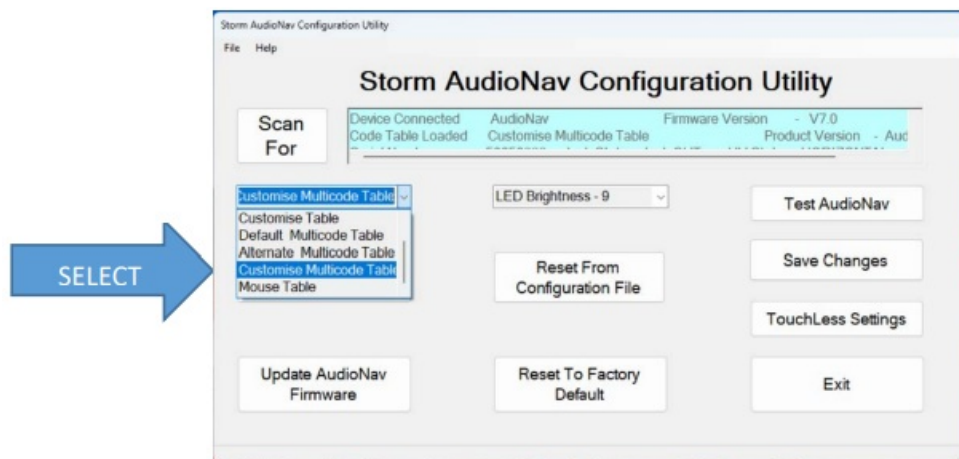 Storm AudioNav Configuration Utility
File Help
Storm AudioNav Configuration Utility
Scan
For
Device Connected AudioNav Firmware Version - V7.0
Code Table Loaded Customise Multicode Table Product Version - Aud
Customise Multicode Table
LED Brightness - 9
Test AudioNav
Customise Table
Default Multicode Table
Alternate Multicode Table
Customise Multicode Table
Mouse Table
SELECT
Reset From
Configuration File
Save Changes
TouchLess Settings
Update AudioNav
Firmware
Reset To Factory
Default
Exit